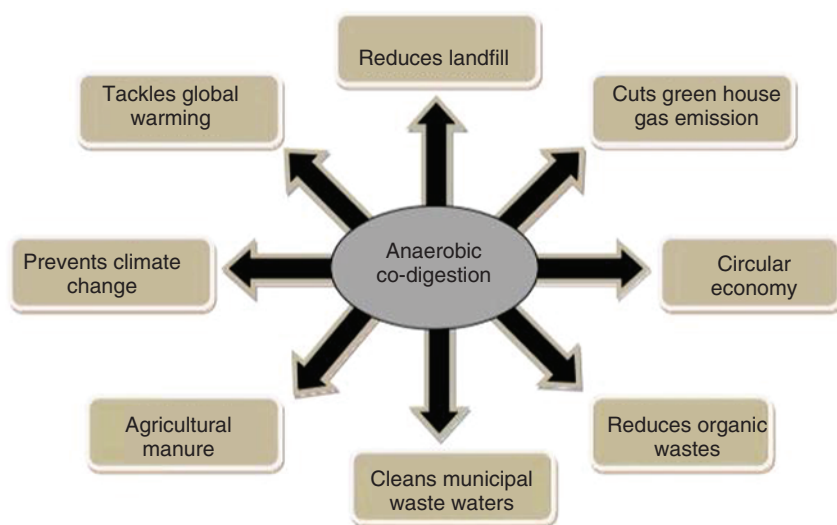 Reduces landfill
Tackles global
warming
Cuts green house
gas emission
Prevents climate
change
Anaerobic
co-digestion
Circular
economy
Agricultural
manure
Reduces organic
wastes
Cleans municipal
waste waters